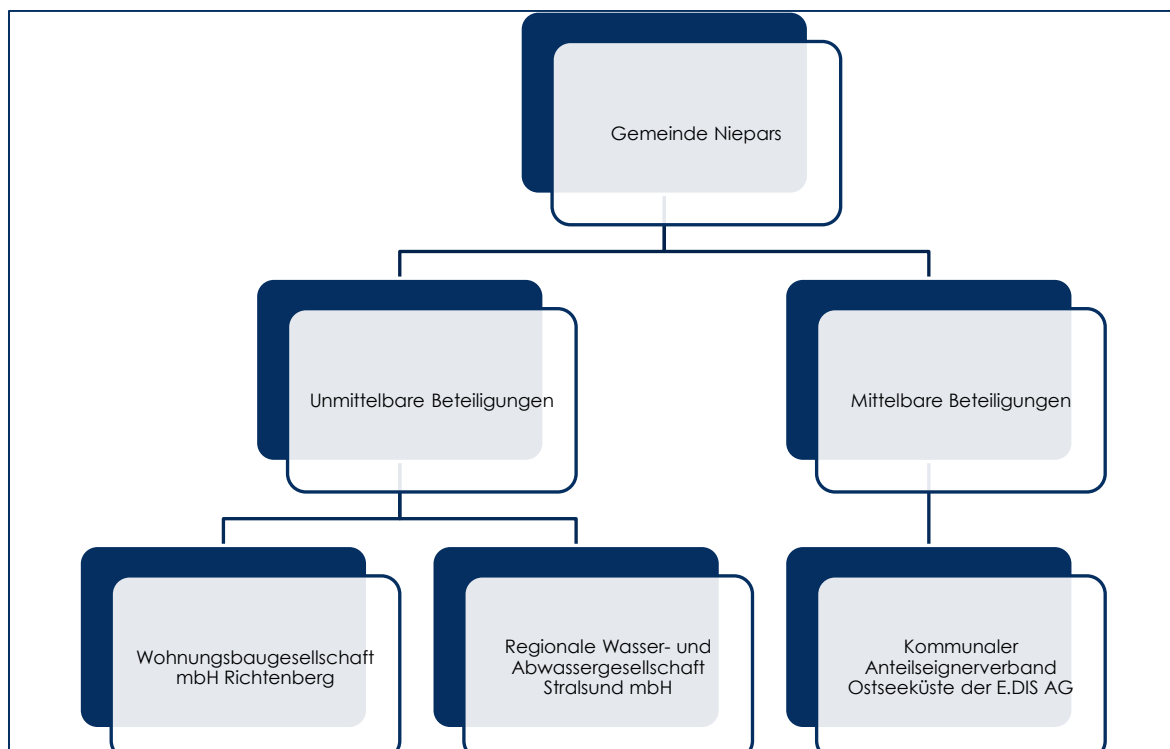 Gemeinde Niepars
Unmittelbare Beteiligungen
Mittelbare Beteiligungen
Wohnungsbaugesellschaft
mbH Richtenberg
Regionale Wasser- und
Abwassergesellschaft
Stralsund mbH
Kommunaler
Anteilseignerverband
Ostseeküste der E.DIS AG